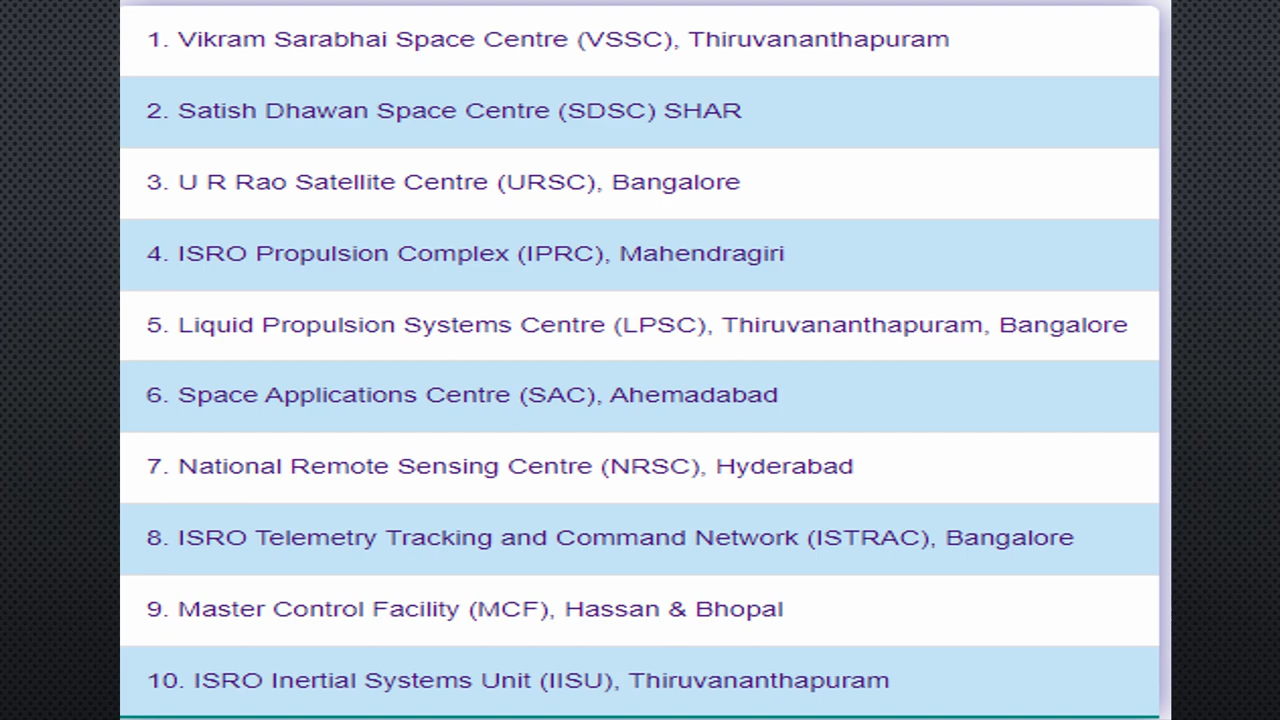 1. Vikram Sarabhai Space Centre (VSSC), Thiruvananthapuram
2. Satish Dhawan Space Centre (SDSC) SHAR
3. U R Rao Satellite Centre (URSC), Bangalore
4. ISRO Propulsion Complex (IPRC), Mahendragiri
5. Liquid Propulsion Systems Centre (LPSC), Thiruvananthapuram, Bangalore
6. Space Applications Centre (SAC), Ahemadabad
7. National Remote Sensing Centre (NRSC), Hyderabad
8. ISRO Telemetry Tracking and Command Network (ISTRAC), Bangalore
9. Master Control Facility (MCF), Hassan & Bhopal
10. ISRO Inertial Systems Unit (IISU), Thiruvananthapuram